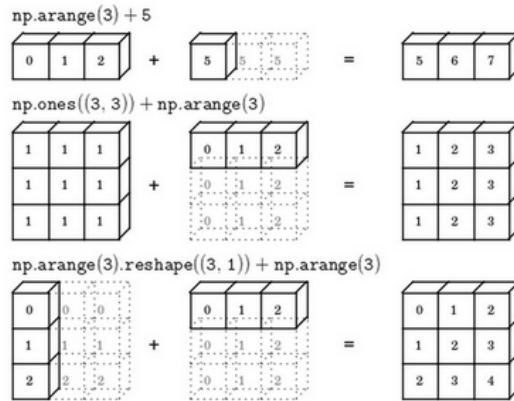 np.arange(3) + 5
0 1 2 + 5 5 5 = 5 6 7
np.ones((3, 3)) + np.arange(3)
1 1 1 0 1 2 1 2 3
1 1 1 + 0 1 2 = 1 2 3
1 1 1 0 1 2 1 2 3
np.arange(3).reshape((3, 1)) + np.arange(3)
0 0 0 0 1 2 0 1 2
1 1 1 + 0 1 2 = 1 2 3
2 2 2 0 1 2 2 3 4